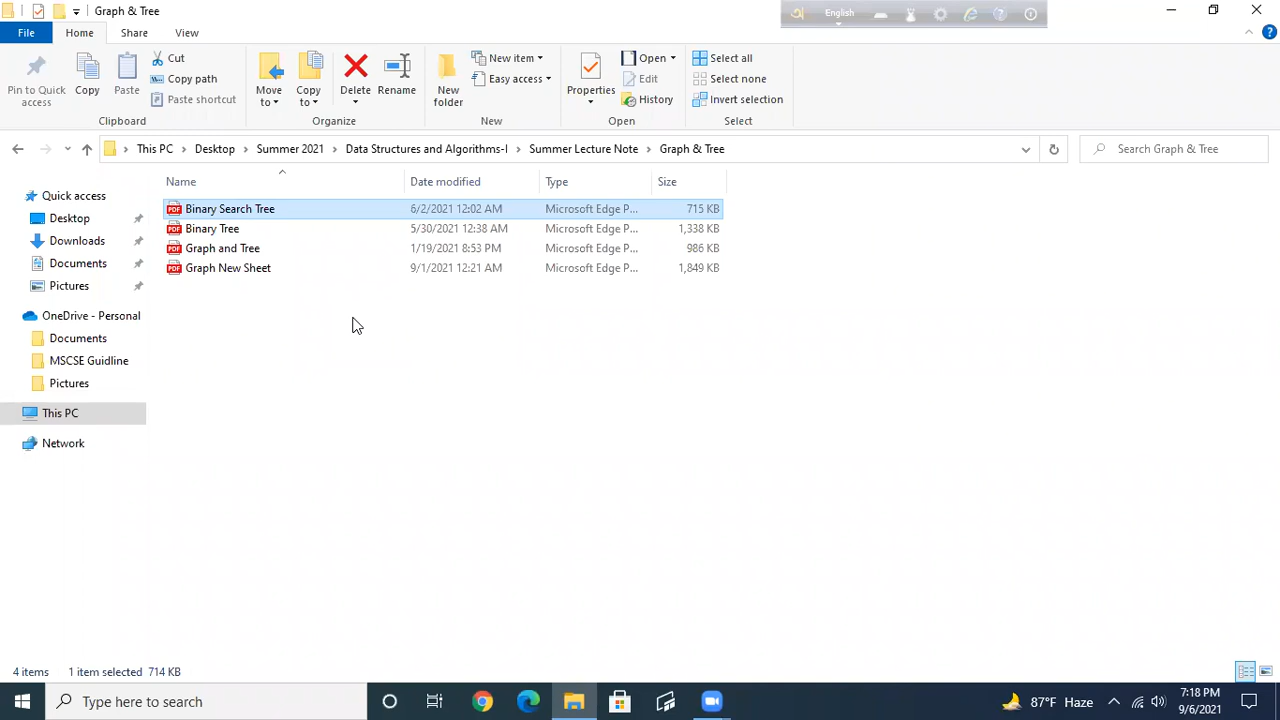 Graph & Tree
অ English
File Home Share View
Pin to Quick access
Copy
Paste
Cut
Copy path
Paste shortcut
Clipboard
Move to
Copy to
Delete
Rename
Organize
New folder
New item
Easy access
New
Properties
Open
Edit
History
Open
Select all
Select none
Invert selection
Select
This PC Desktop Summer 2021 Data Structures and Algorithms-I Summer Lecture Note Graph & Tree
Search Graph & Tree
Name Date modified Type Size
Binary Search Tree 6/2/2021 12:02 AM Microsoft Edge P... 715 KB
Binary Tree 5/30/2021 12:38 AM Microsoft Edge P... 1,338 KB
Graph and Tree 1/19/2021 8:53 PM Microsoft Edge P... 986 KB
Graph New Sheet 9/1/2021 12:21 AM Microsoft Edge P... 1,849 KB
Quick access
Desktop
Downloads
Documents
Pictures
OneDrive - Personal
Documents
MSCSE Guidline
Pictures
This PC
Network
4 items 1 item selected 714 KB
Type here to search
87°F Haze
7:18 PM
9/6/2021